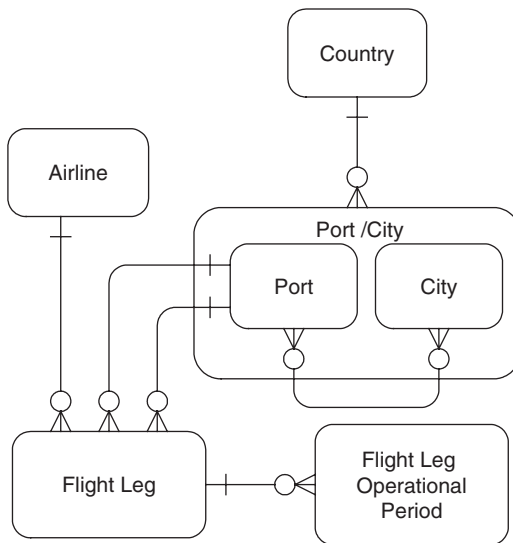 Country
Airline
Port /City
Port
City
Flight Leg
Flight Leg
Operational
Period